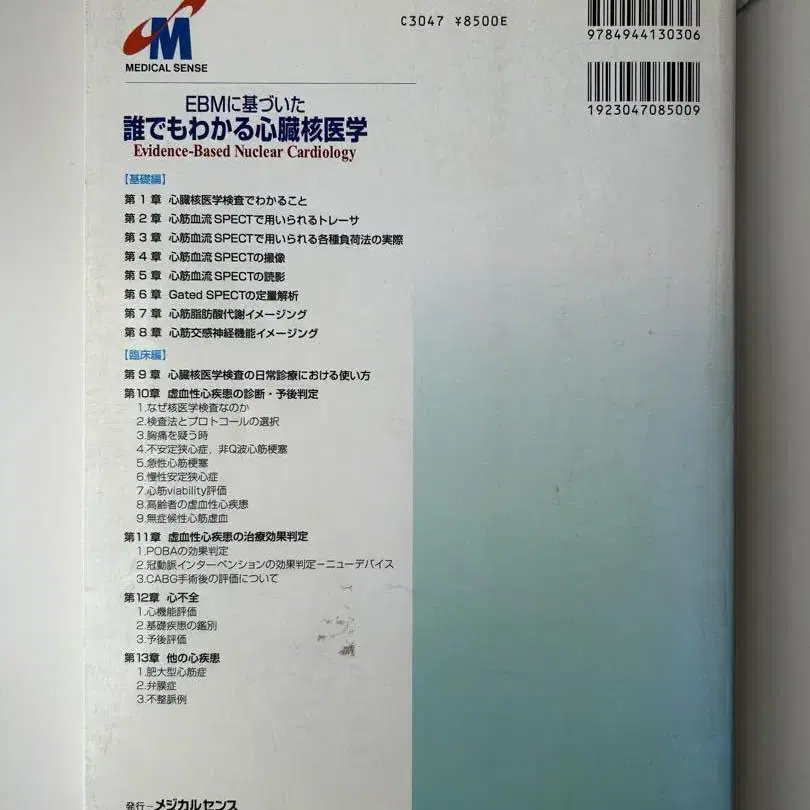 C3047 ¥8500E
9784944130306
1923047085009
M
MEDICAL SENSE
EBMに基づいた
誰でもわかる心臓核医学
Evidence-Based Nuclear Cardiology
【基礎編】
第1章 心臓核医学検査でわかること
第2章 心筋血流SPECTで用いられるトレーサ
第3章 心筋血流SPECTで用いられる各種負荷法の実際
第4章 心筋血流SPECTの撮像
第5章 心筋血流SPECTの読影
第6章 Gated SPECTの定量解析
第7章 心筋脂肪酸代謝イメージング
第8章 心筋交感神経機能イメージング
【臨床編】
第9章 心臓核医学検査の日常診療における使い方
第10章 虚血性心疾患の診断・予後判定
1.なぜ核医学検査なのか
2.検査法とプロトコールの選択
3.胸痛を疑う時
4.不安定狭心症，非Q波心筋梗塞
5.急性心筋梗塞
6.慢性安定狭心症
7.心筋viability評価
8.高齢者の虚血性心疾患
9.無症候性心筋虚血
第11章 虚血性心疾患の治療効果判定
1.POBAの効果判定
2.冠動脈インターベンションの効果判定−ニューデバイス
3.CABG手術後の評価について
第12章 心不全
1.心機能評価
2.基礎疾患の鑑別
3.予後評価
第13章 他の心疾患
1.肥大型心筋症
2.弁膜症
3.不整脈例
発行−メジカルセンス